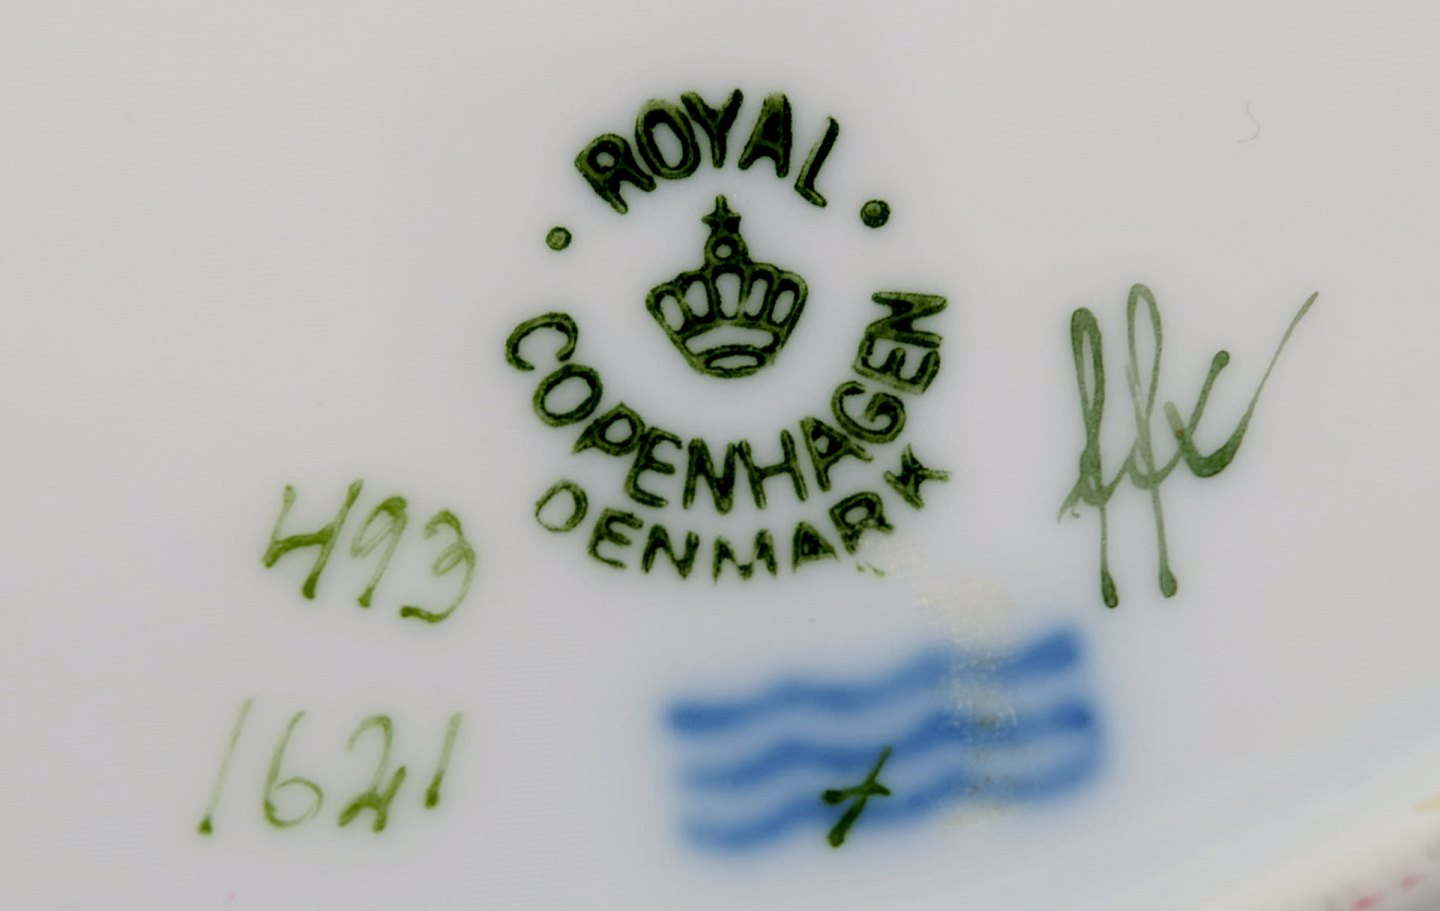 ROYAL
COPENHAGEN
DENMARK
493
1621